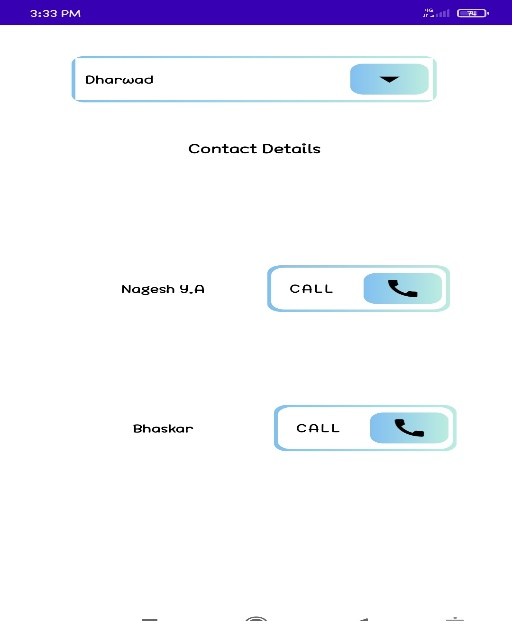 3:33 PM
Dharwad
Contact Details
Nagesh Y.A
CALL
Bhaskar
CALL